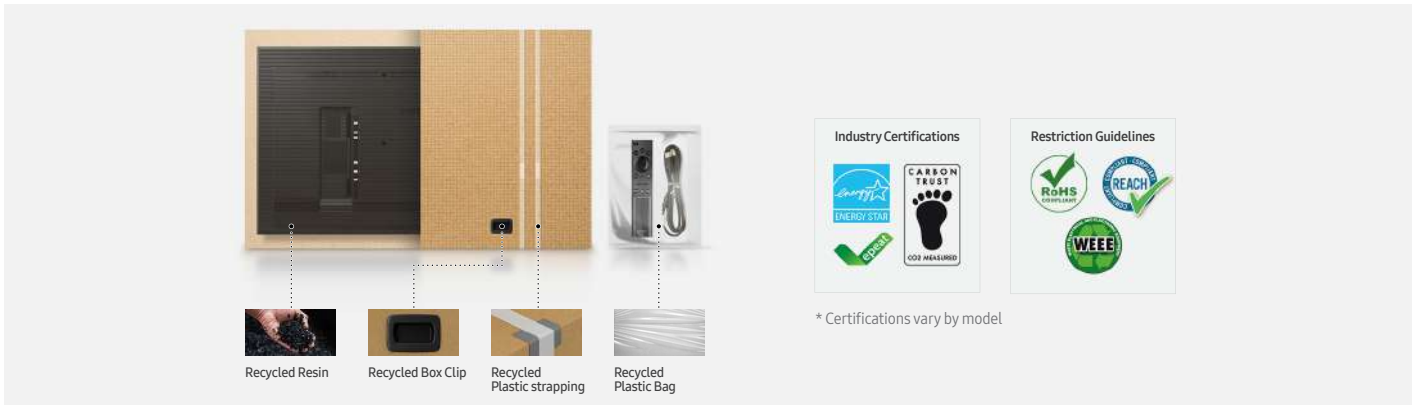 Recycled Resin
Recycled Box Clip
Recycled
Plastic strapping
Recycled
Plastic Bag
Industry Certifications
energy
ENERGY STAR
CARBON
TRUST
CO2 MEASURED
epeat
Restriction Guidelines
RoHS
COMPLIANT
REACH
COMPLIANT
WEEE
* Certifications vary by model